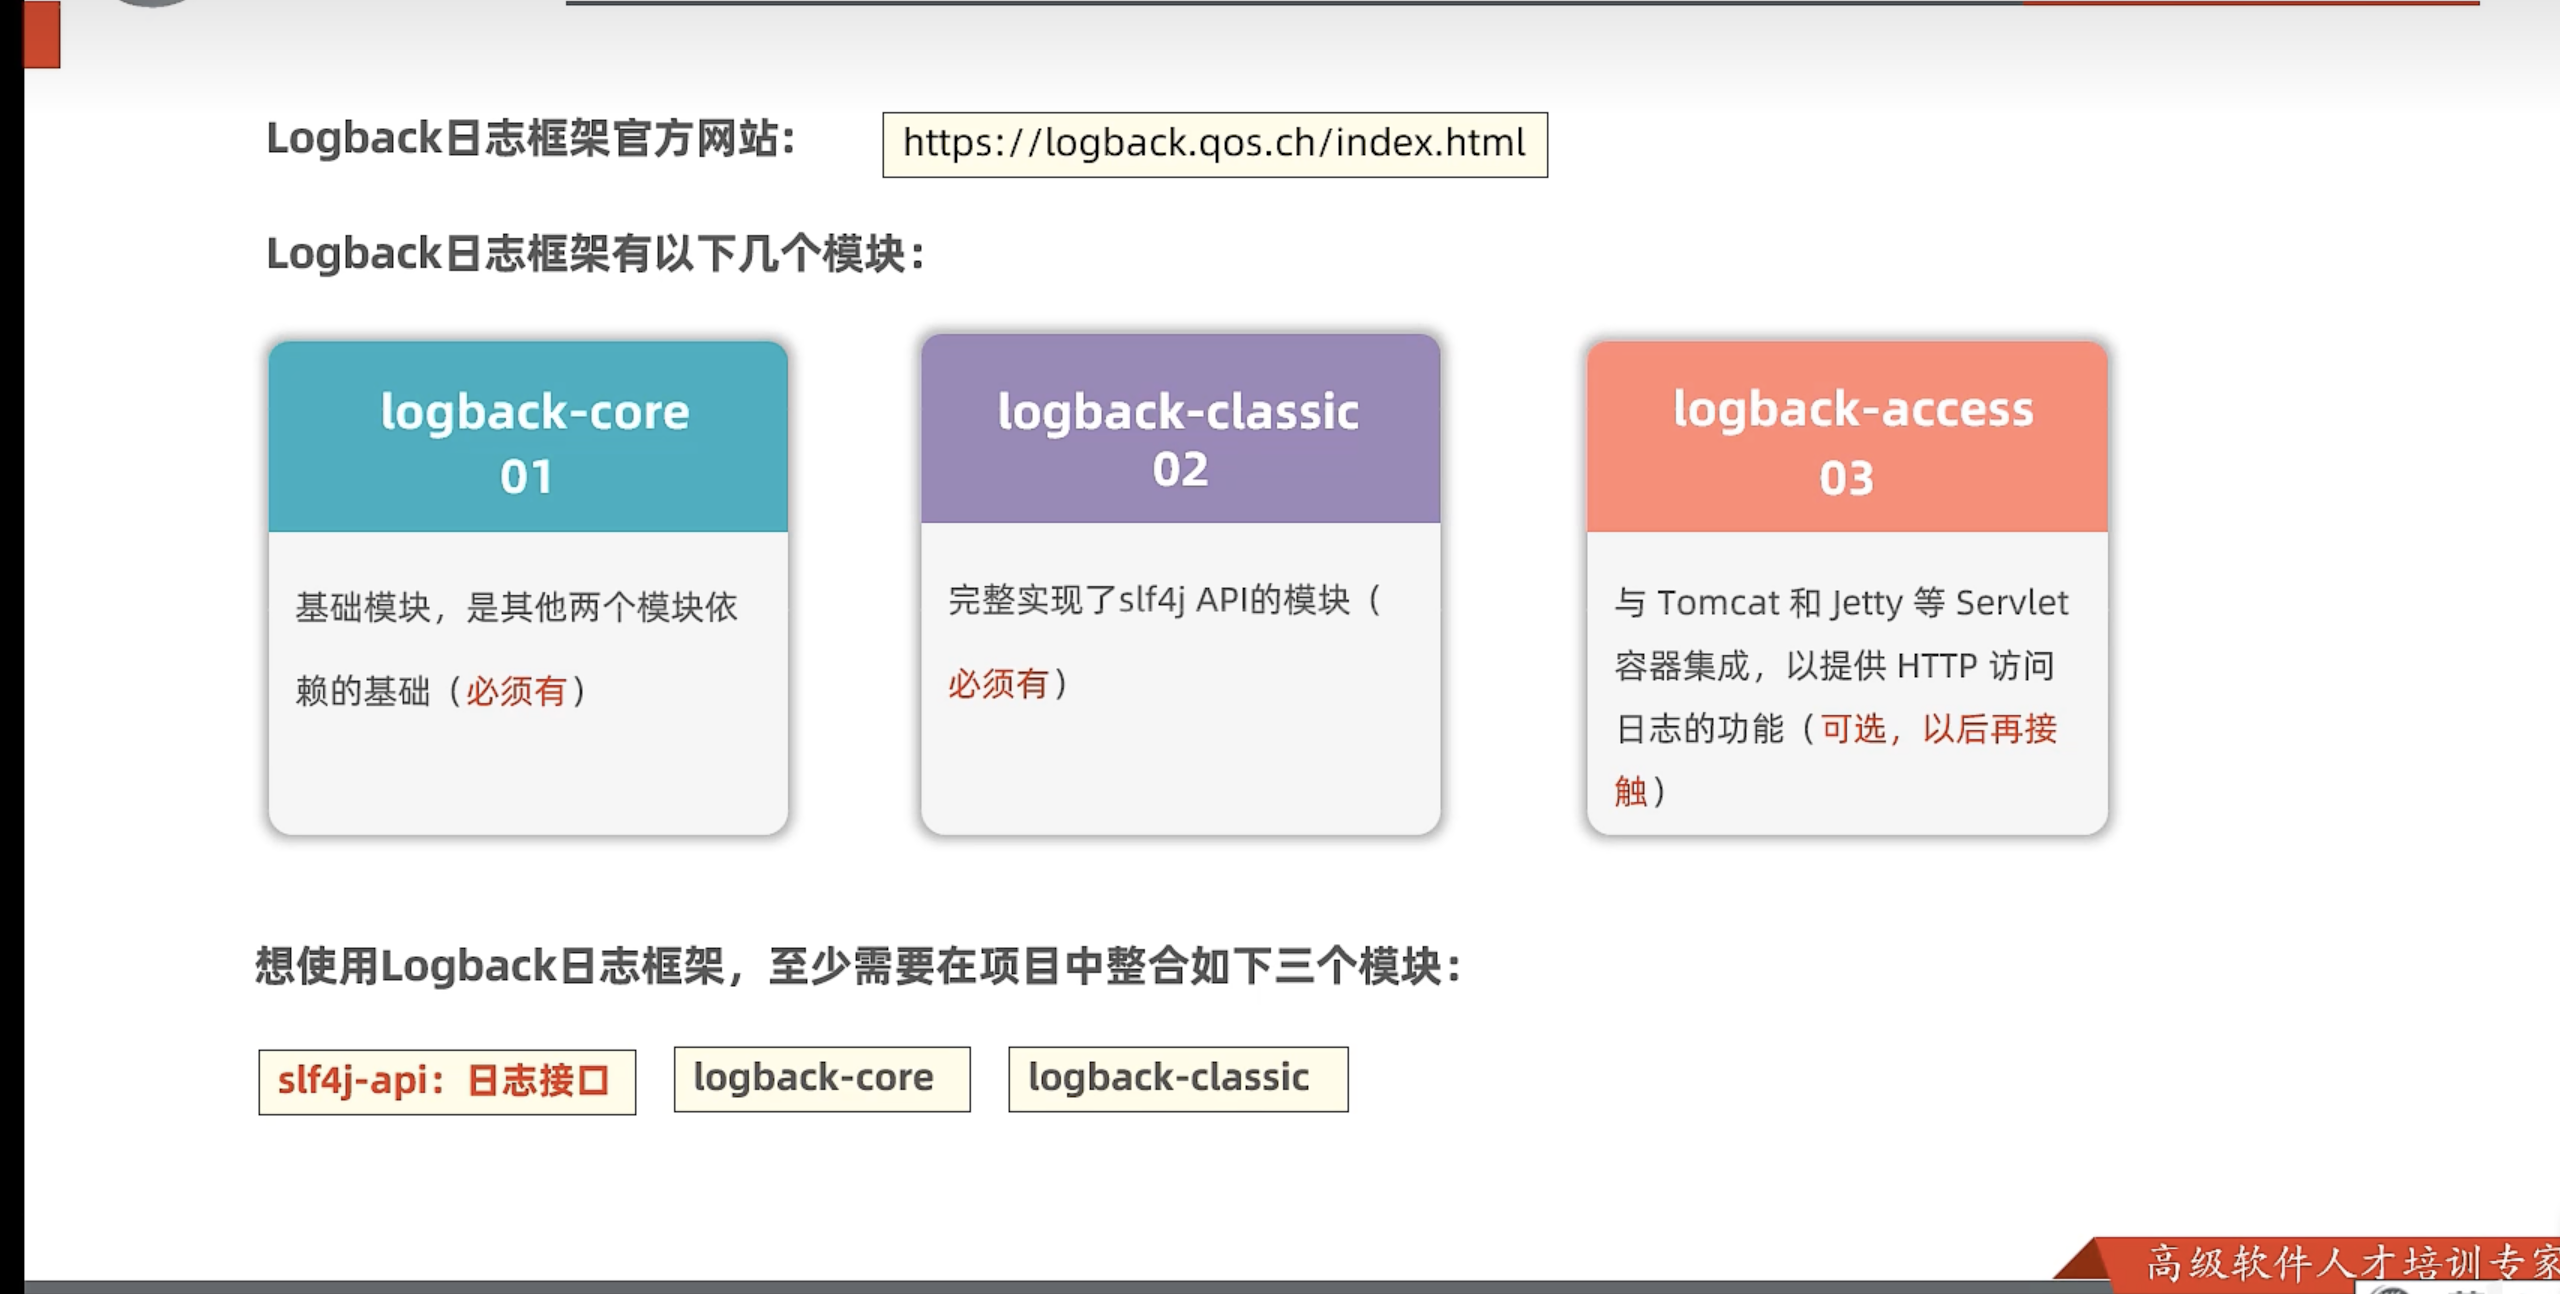 Logback日志框架官方网站：
https://logback.qos.ch/index.html
Logback日志框架有以下几个模块：
logback-core
01
基础模块，是其他两个模块依
赖的基础（必须有）
logback-classic
02
完整实现了slf4j API的模块（
必须有）
logback-access
03
与 Tomcat 和 Jetty 等 Servlet
容器集成，以提供 HTTP 访问
日志的功能（可选，以后再接
触）
想使用Logback日志框架，至少需要在项目中整合如下三个模块：
slf4j-api：日志接口
logback-core
logback-classic
高级软件人才培训专家